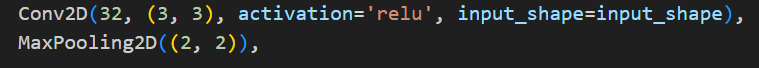 Conv2D(32, (3, 3), activation='relu', input_shape=input_shape),
MaxPooling2D((2, 2)),